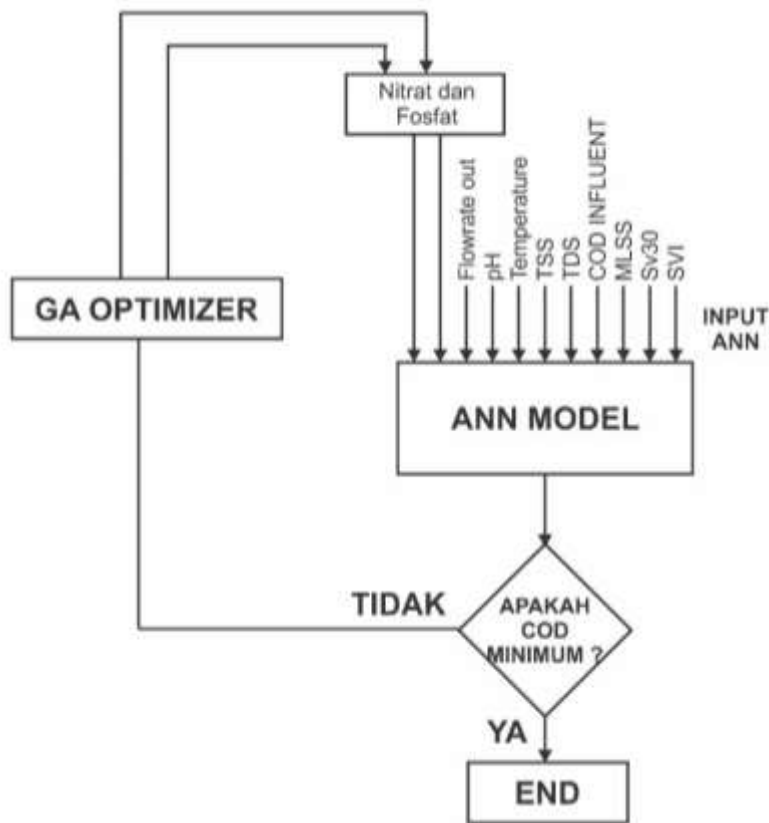 Nitrat dan
Fosfat
Flowrate out
pH
Temperature
TSS
TDS
COD INFLUENT
MLSS
Sv30
SVI
INPUT
ANN
GA OPTIMIZER
ANN MODEL
TIDAK
APAKAH
COD
MINIMUM ?
YA
END